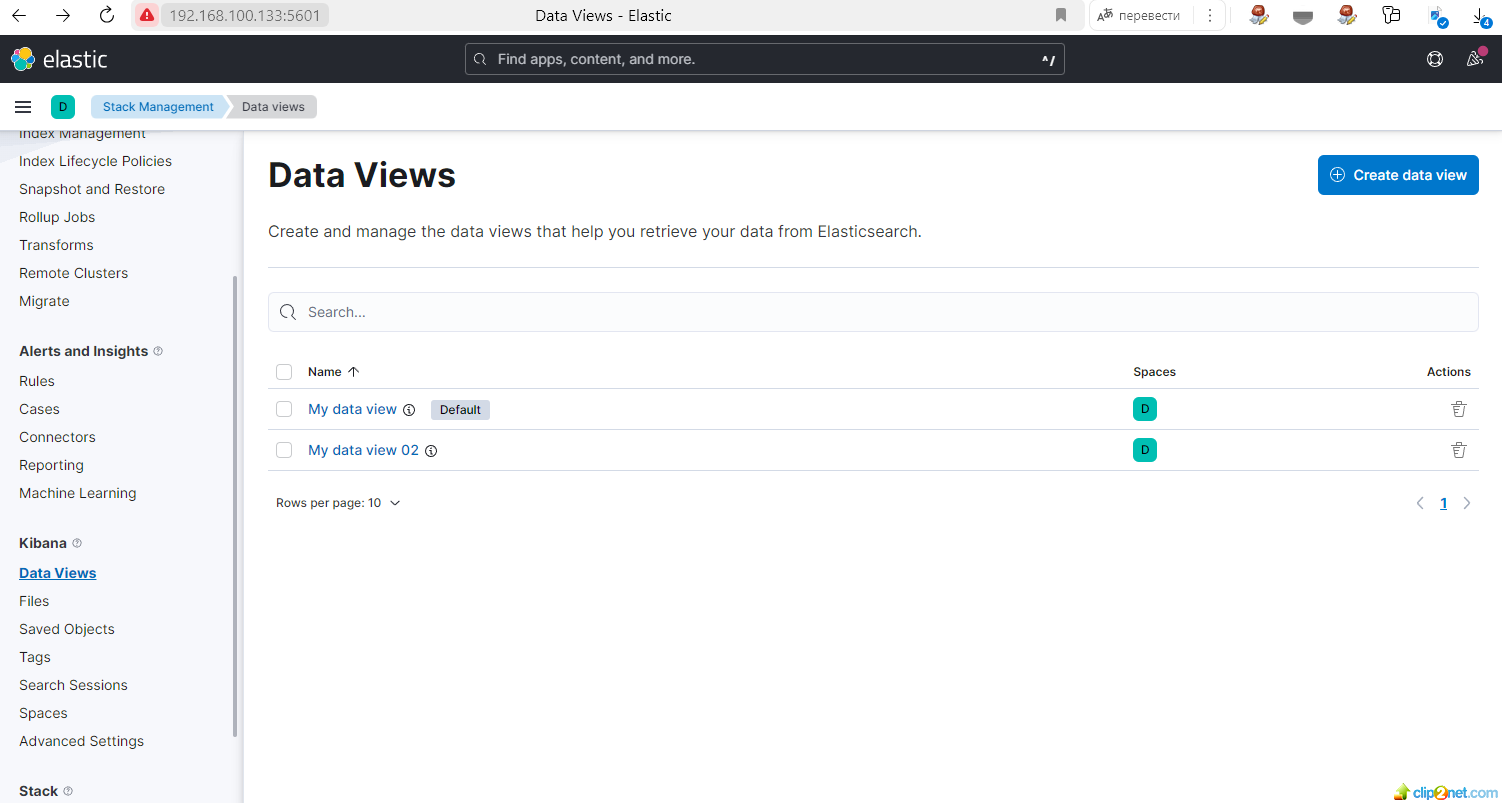 192.168.100.133:5601
Data Views - Elastic
перевести
4
elastic
Find apps, content, and more.
^/
D
Stack Management
Data views
Index Management
Index Lifecycle Policies
Snapshot and Restore
Rollup Jobs
Transforms
Remote Clusters
Migrate
Alerts and Insights
Rules
Cases
Connectors
Reporting
Machine Learning
Kibana
Data Views
Files
Saved Objects
Tags
Search Sessions
Spaces
Advanced Settings
Stack
Data Views
Create data view
Create and manage the data views that help you retrieve your data from Elasticsearch.
Search...
Name Spaces Actions
My data view Default D
My data view 02 D
Rows per page: 10
1
clip2net.com